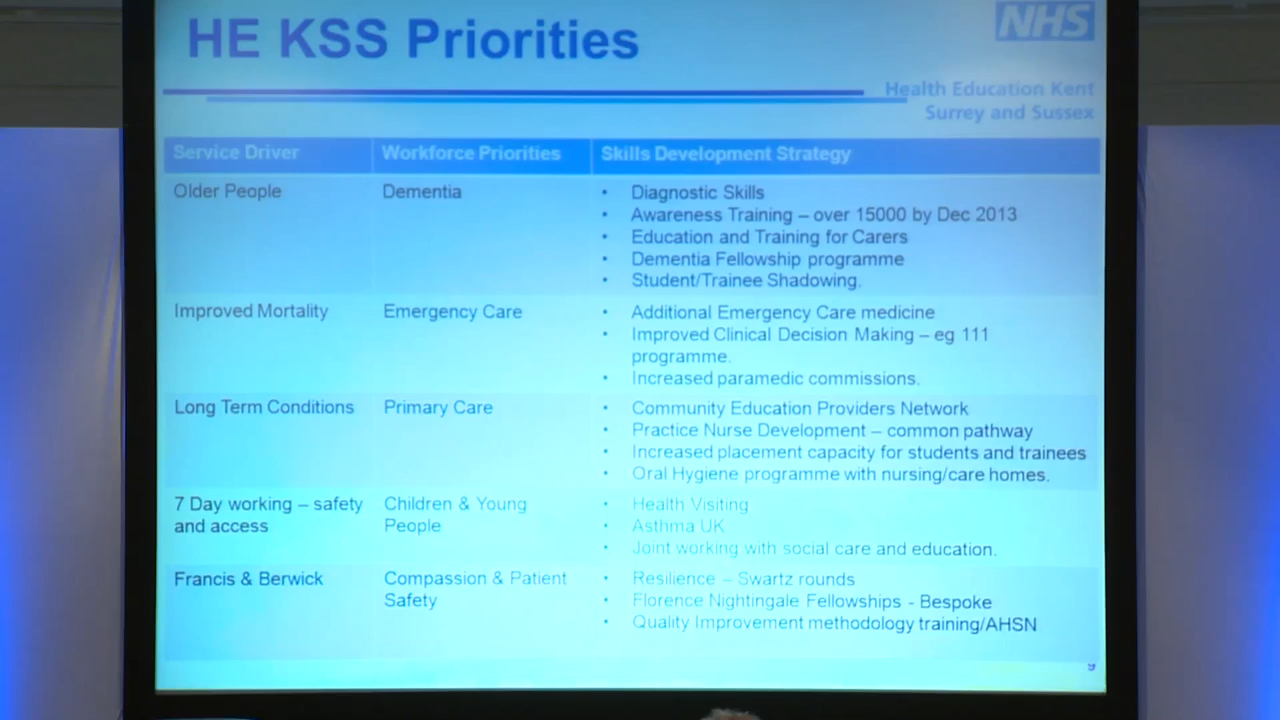 HE KSS Priorities
NHS
Health Education Kent
Surrey and Sussex
Service Driver
Workforce Priorities
Skills Development Strategy
Older People
Dementia
• Diagnostic Skills
• Awareness Training – over 15000 by Dec 2013
• Education and Training for Carers
• Dementia Fellowship programme
• Student/Trainee Shadowing.
Improved Mortality
Emergency Care
• Additional Emergency Care medicine
• Improved Clinical Decision Making – eg 111
programme.
• Increased paramedic commissions.
Long Term Conditions
Primary Care
• Community Education Providers Network
• Practice Nurse Development – common pathway
• Increased placement capacity for students and trainees
• Oral Hygiene programme with nursing/care homes.
7 Day working – safety
and access
Children & Young
People
• Health Visiting
• Asthma UK
• Joint working with social care and education.
Francis & Berwick
Compassion & Patient
Safety
• Resilience – Swartz rounds
• Florence Nightingale Fellowships - Bespoke
• Quality Improvement methodology training/AHSN
9